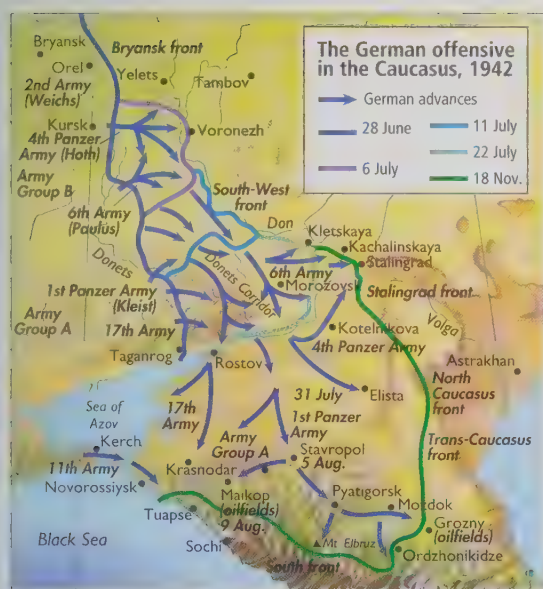 The German offensive
in the Caucasus, 1942
German advances
28 June
11 July
22 July
6 July
18 Nov.
Bryansk
Bryansk front
Orel
2nd Army
(Weichs)
Yelets
Tambov
Kursk
4th Panzer
Army (Hoth)
Voronezh
Army
Group B
South-West
front
6th Army
(Paulus)
Don
Kletskaya
Kachalinskaya
Stalingrad
Donets
Donets Corridor
6th Army
Morozovsk
Stalingrad front
1st Panzer Army
(Kleist)
Volga
Army
Group A
17th Army
Kotelnikova
4th Panzer Army
Taganrog
Rostov
Astrakhan
Sea of
Azov
17th
Army
31 July
Elista
North
Caucasus
front
1st Panzer
Army
Kerch
Army
Group A
Stavropol
5 Aug.
Trans-Caucasus
front
11th Army
Krasnodar
Novorossiysk
Maikop
(oilfields)
9 Aug.
Pyatigorsk
Mozdok
Tuapse
Grozny
(oilfields)
Black Sea
Sochi
Mt Elbruz
Ordzhonikidze
South front